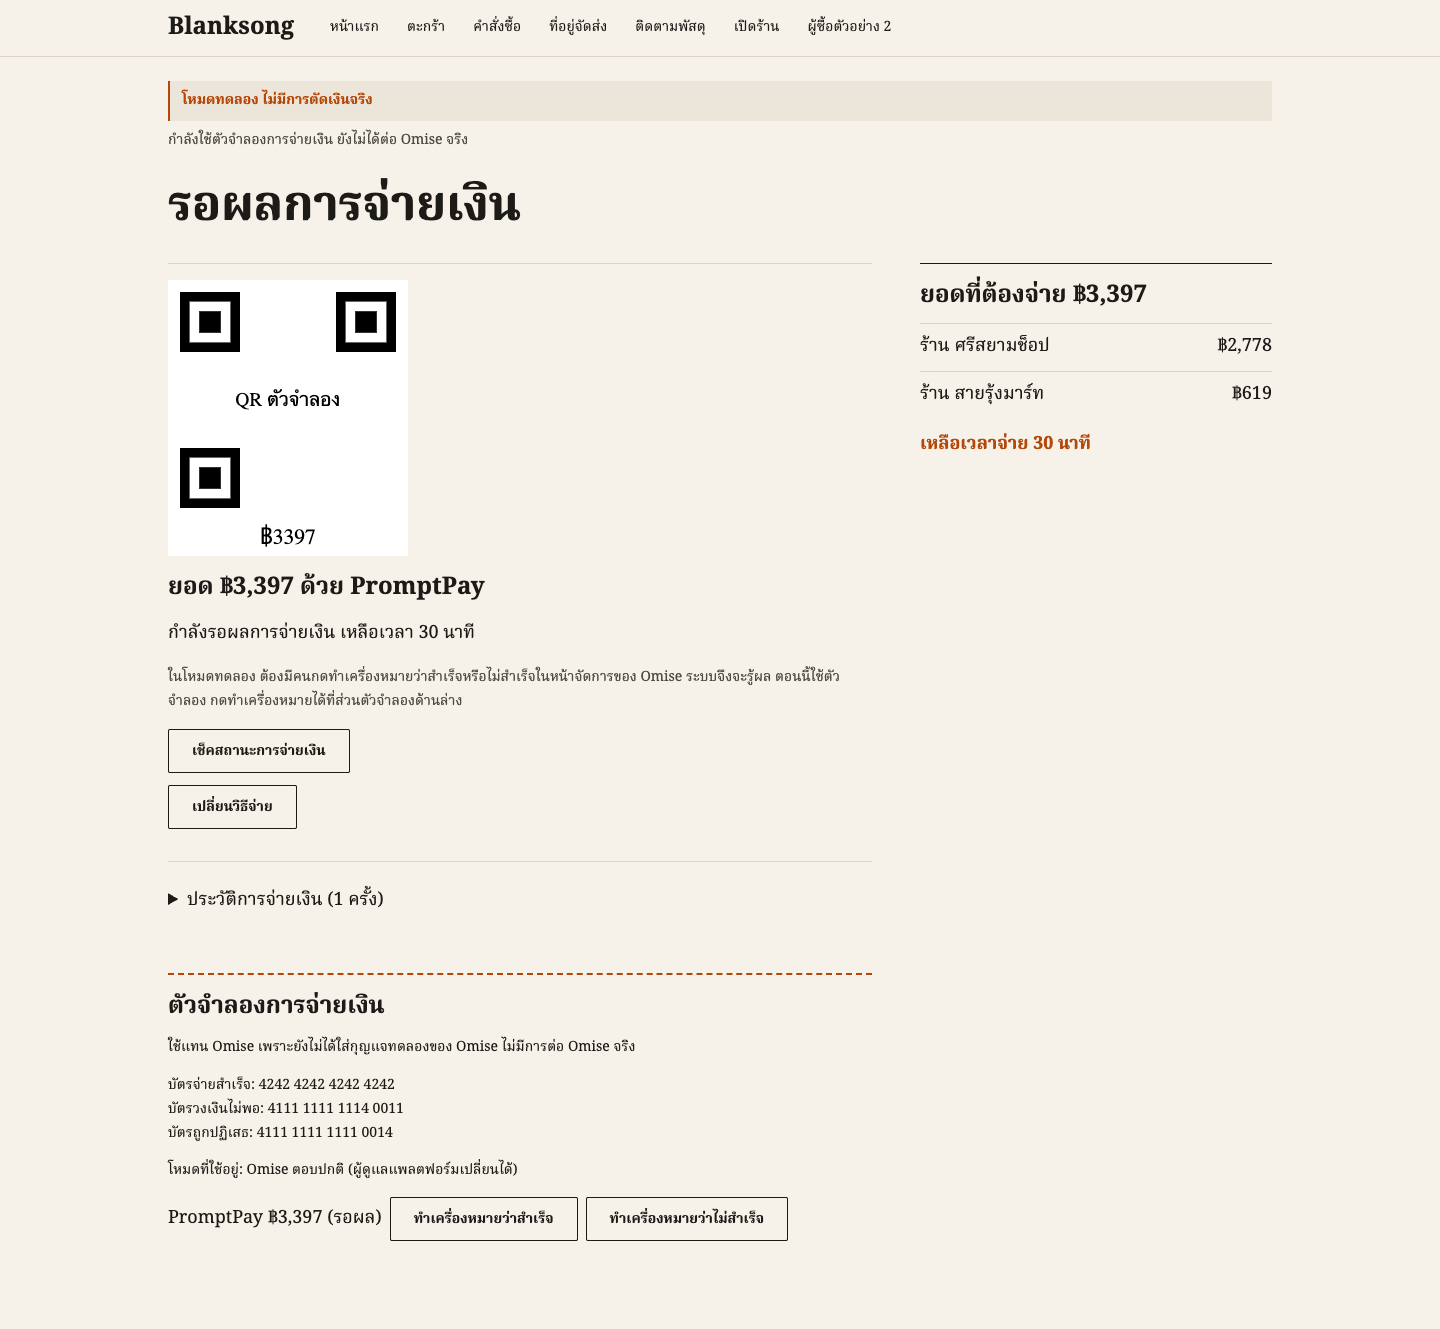 Blanksong
หน้าแรก
ตะกร้า
คำสั่งซื้อ
ที่อยู่จัดส่ง
ติดตามพัสดุ
เปิดร้าน
ผู้ซื้อตัวอย่าง 2
โหมดทดลอง ไม่มีการตัดเงินจริง
กำลังใช้ตัวจำลองการจ่ายเงิน ยังไม่ได้ต่อ Omise จริง
รอผลการจ่ายเงิน
QR ตัวจำลอง
฿3397
ยอด ฿3,397 ด้วย PromptPay
กำลังรอผลการจ่ายเงิน เหลือเวลา 30 นาที
ในโหมดทดลอง ต้องมีคนกดทำเครื่องหมายว่าสำเร็จหรือไม่สำเร็จในหน้าจัดการของ Omise ระบบจึงจะรู้ผล ตอนนี้ใช้ตัว
จำลอง กดทำเครื่องหมายได้ที่ส่วนตัวจำลองด้านล่าง
เช็คสถานะการจ่ายเงิน
เปลี่ยนวิธีจ่าย
ประวัติการจ่ายเงิน (1 ครั้ง)
ตัวจำลองการจ่ายเงิน
ใช้แทน Omise เพราะยังไม่ได้ใส่กุญแจทดลองของ Omise ไม่มีการต่อ Omise จริง
บัตรจ่ายสำเร็จ: 4242 4242 4242 4242
บัตรวงเงินไม่พอ: 4111 1111 1114 0011
บัตรถูกปฏิเสธ: 4111 1111 1111 0014
โหมดที่ใช้อยู่: Omise ตอบปกติ (ผู้ดูแลแพลตฟอร์มเปลี่ยนได้)
PromptPay ฿3,397 (รอผล)
ทำเครื่องหมายว่าสำเร็จ
ทำเครื่องหมายว่าไม่สำเร็จ
ยอดที่ต้องจ่าย ฿3,397
ร้าน ศรีสยามช็อป ฿2,778
ร้าน สายรุ้งมาร์ท ฿619
เหลือเวลาจ่าย 30 นาที